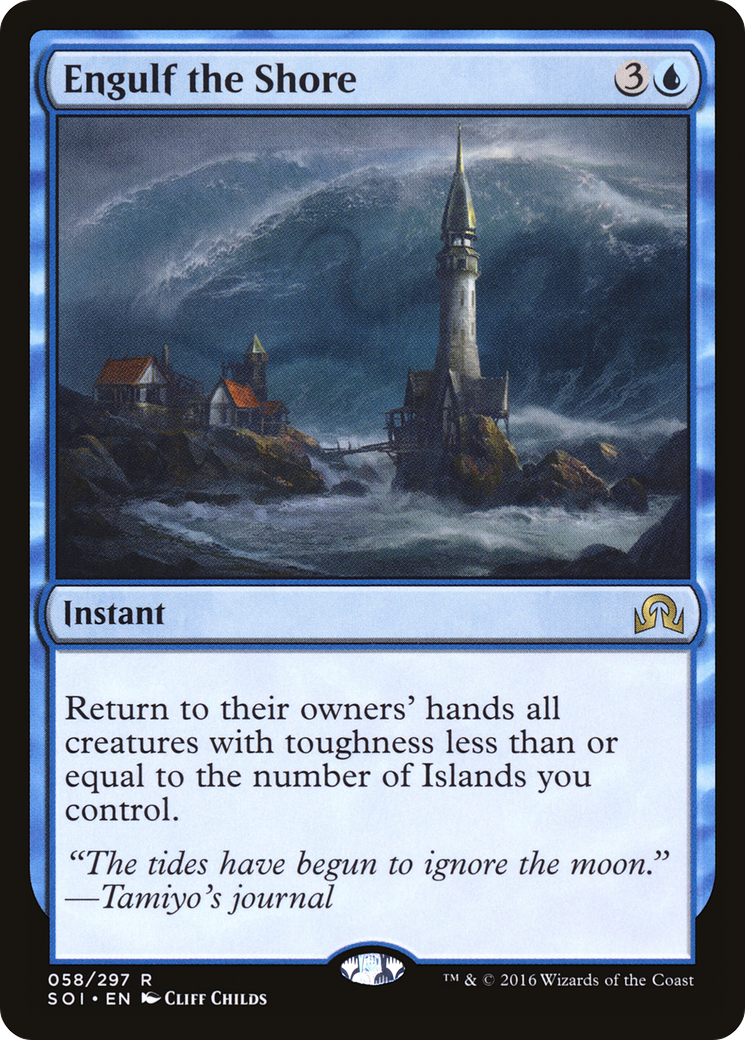 Engulf the Shore 3
Instant
Return to their owners’ hands all
creatures with toughness less than or
equal to the number of Islands you
control.
“The tides have begun to ignore the moon.”
—Tamiyo’s journal
058/297 R
SOI • EN CLIFF CHILDS
™ & © 2016 Wizards of the Coast